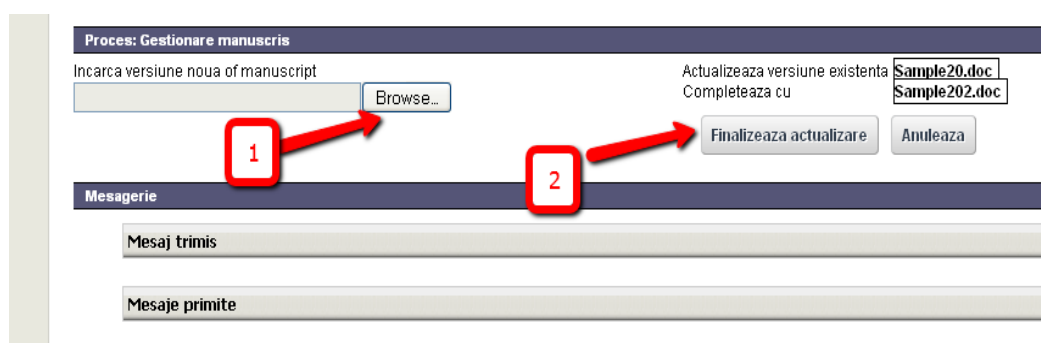 Proces: Gestionare manuscris
Incarca versiune noua of manuscript
Browse...
Actualizeaza versiune existenta Sample20.doc
Completeaza cu Sample202.doc
Finalizeaza actualizare Anuleaza
1
2
Mesagerie
Mesaj trimis
Mesaje primite